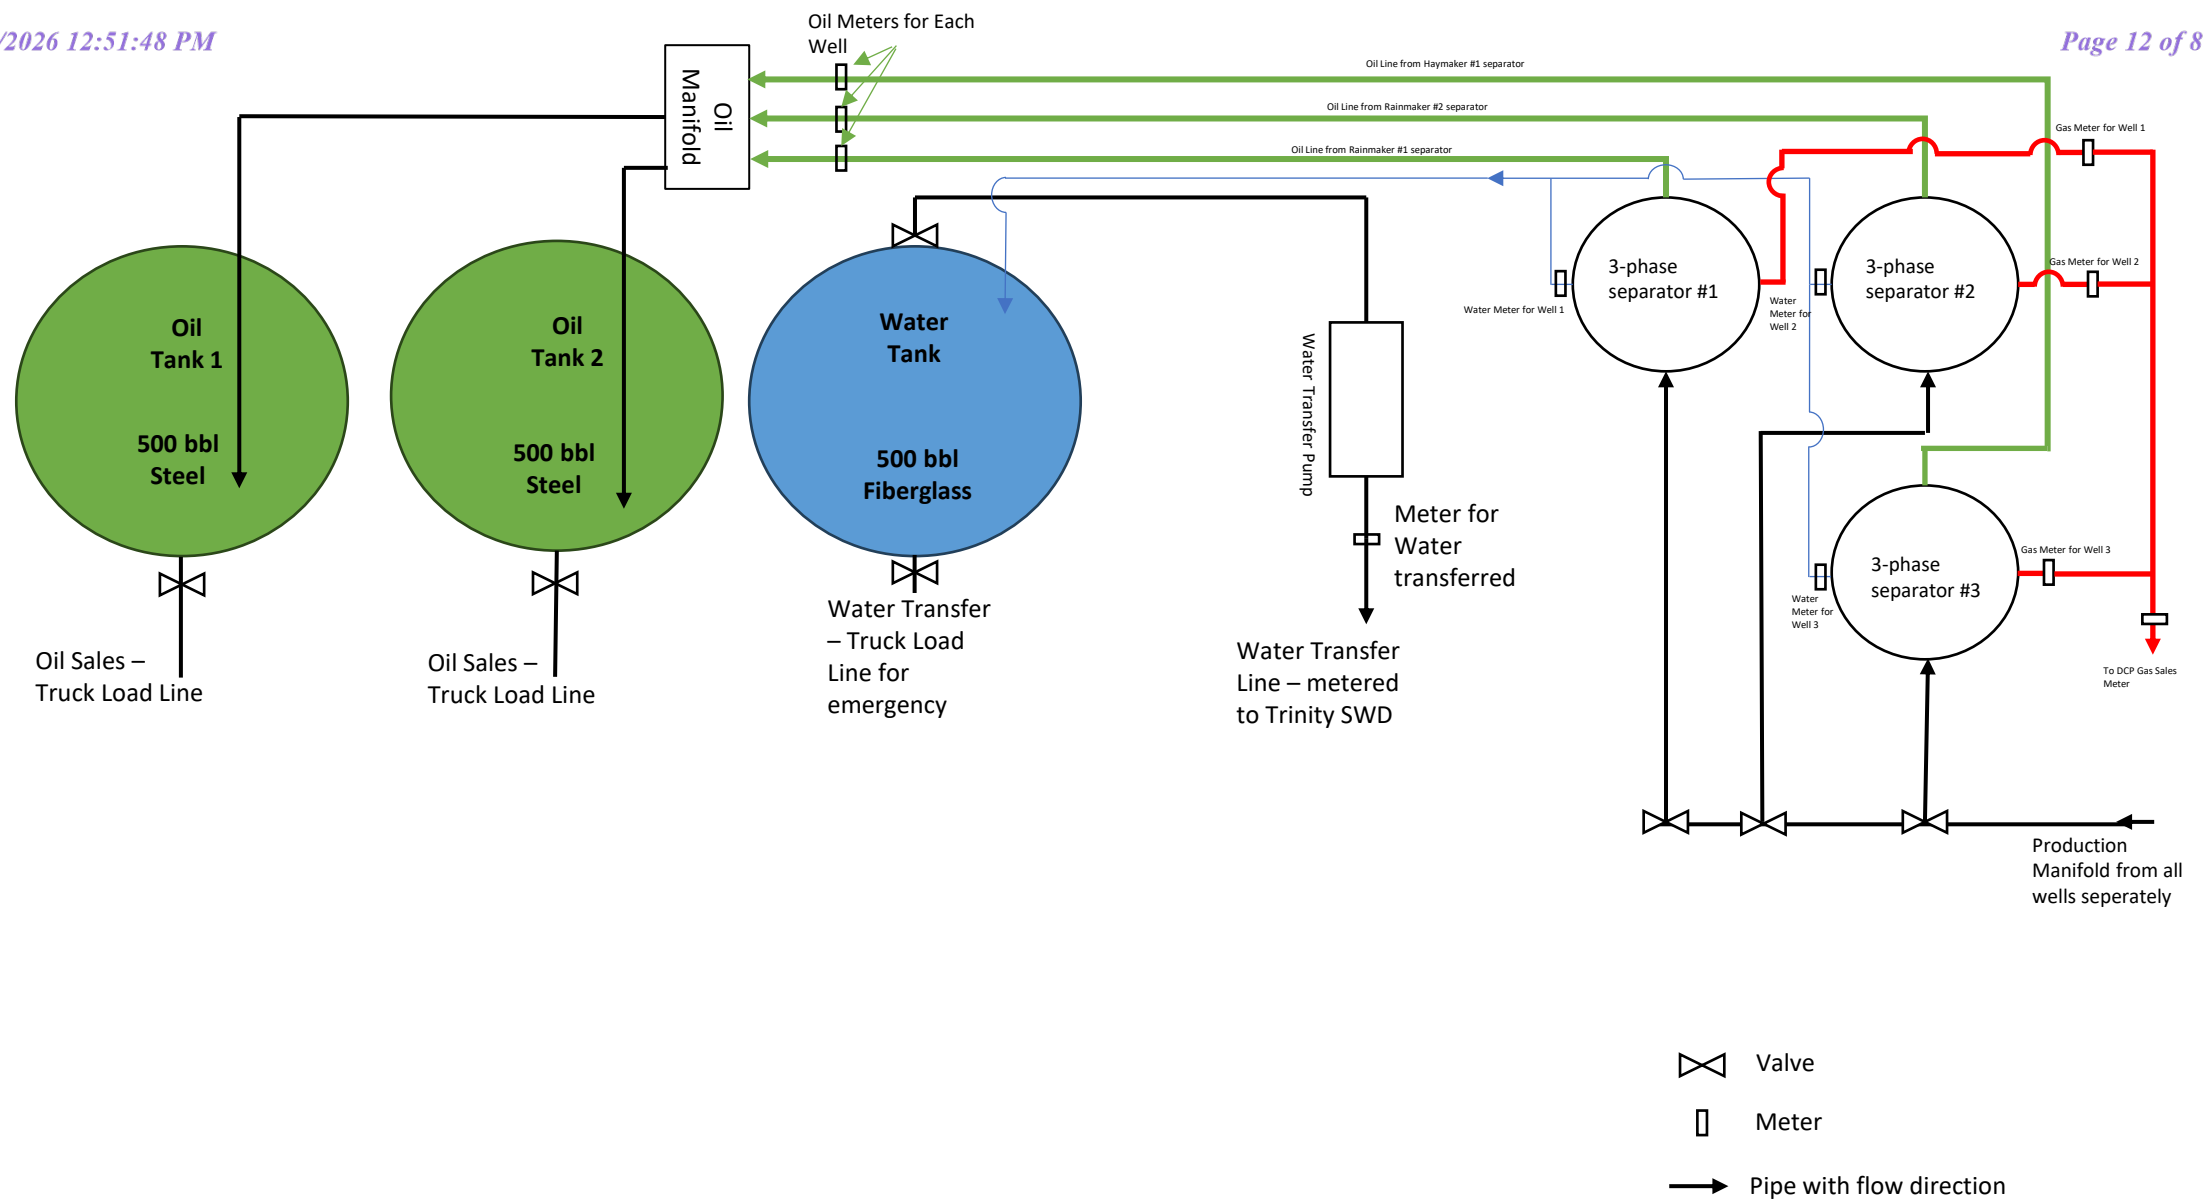 /2026 12:51:48 PM
Page 12 of 8
Oil Meters for Each
Well
Oil
Manifold
Oil Line from Haymaker #1 separator
Oil Line from Rainmaker #2 separator
Oil Line from Rainmaker #1 separator
Gas Meter for Well 1
Gas Meter for Well 2
Gas Meter for Well 3
3-phase
separator #1
3-phase
separator #2
3-phase
separator #3
Water Meter for Well 1
Water
Meter for
Well 2
Water
Meter for
Well 3
Oil
Tank 1
500 bbl
Steel
Oil
Tank 2
500 bbl
Steel
Water
Tank
500 bbl
Fiberglass
Water Transfer Pump
Meter for
Water
transferred
Oil Sales –
Truck Load Line
Oil Sales –
Truck Load Line
Water Transfer
– Truck Load
Line for
emergency
Water Transfer
Line – metered
to Trinity SWD
To DCP Gas Sales
Meter
Production
Manifold from all
wells seperately
Valve
Meter
Pipe with flow direction